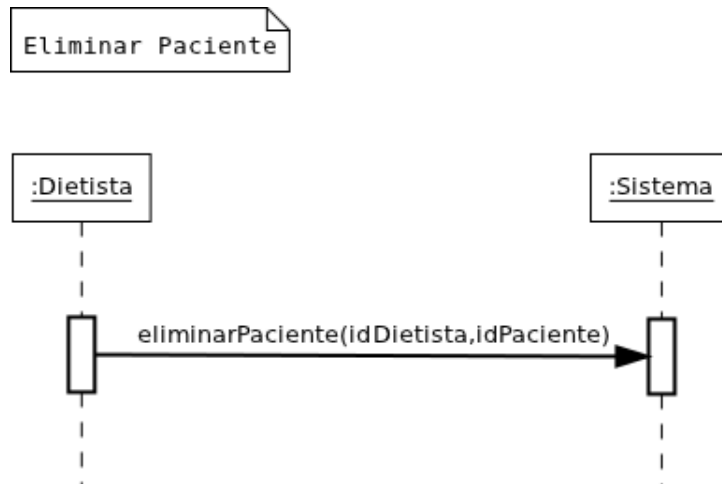 Eliminar Paciente
:Dietista
:Sistema
eliminarPaciente(idDietista,idPaciente)